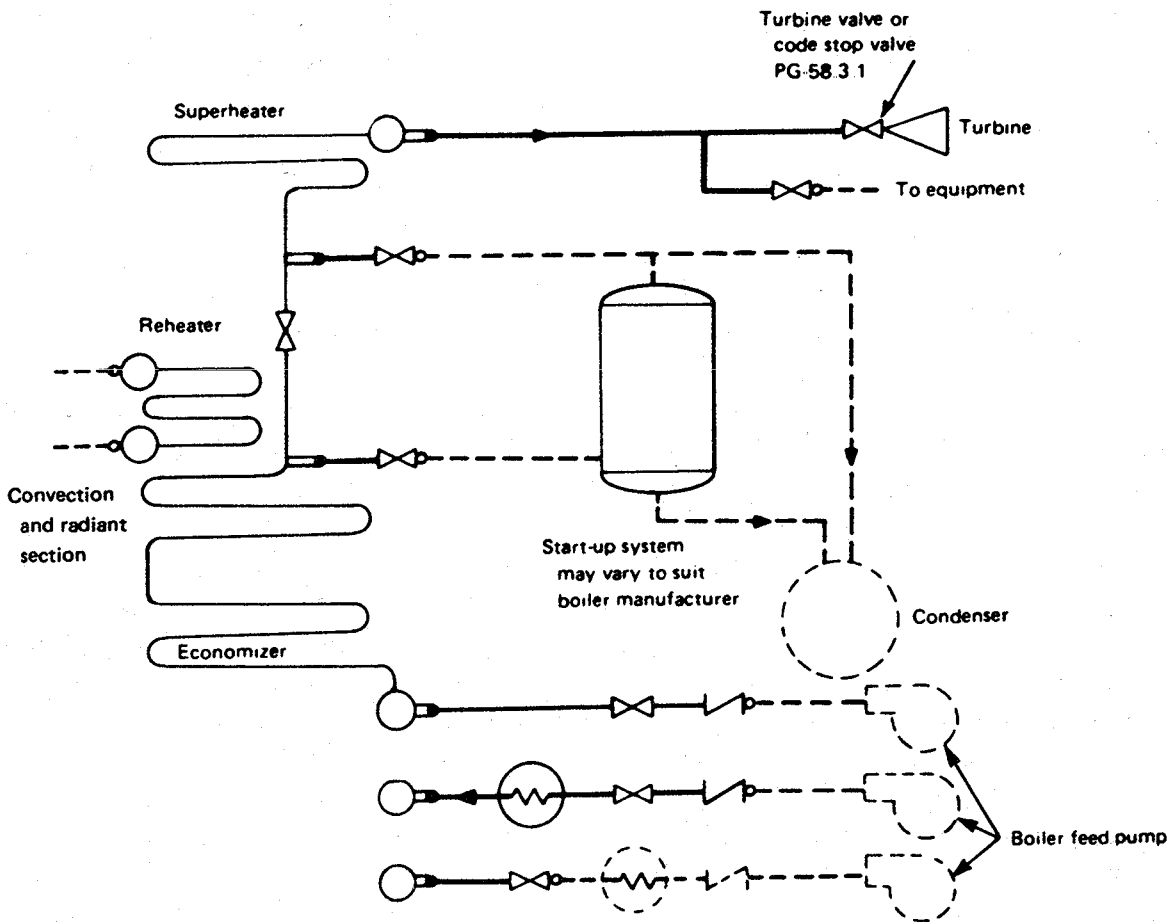 Turbine valve or
code stop valve
PG-58.3.1
Superheater
Turbine
To equipment
Reheater
Convection
and radiant
section
Start-up system
may vary to suit
boiler manufacturer
Condenser
Economizer
Boiler feed pump